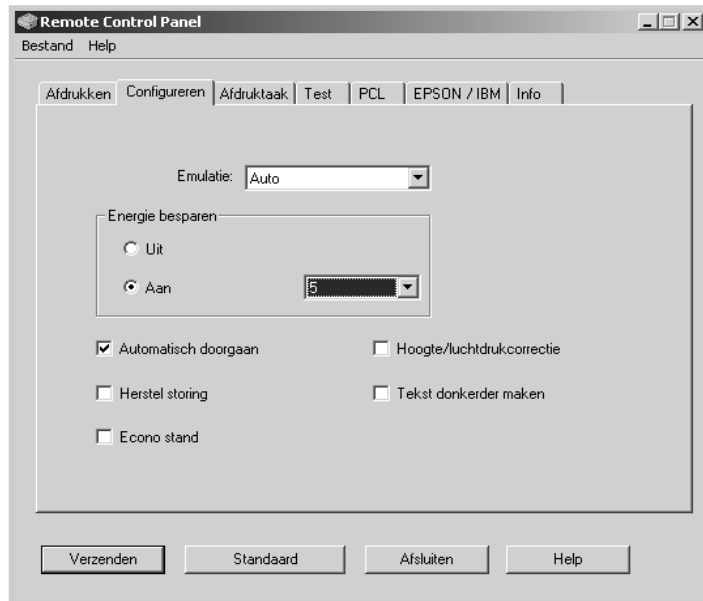 Remote Control Panel
Bestand Help
Afdrukken Configureren Afdruktaak Test PCL EPSON / IBM Info
Emulatie: Auto
Energie besparen
Uit
Aan 5
Automatisch doorgaan Hoogte/luchtdrukcorrectie
Herstel storing Tekst donkerder maken
Econo stand
Verzenden Standaard Afsluiten Help